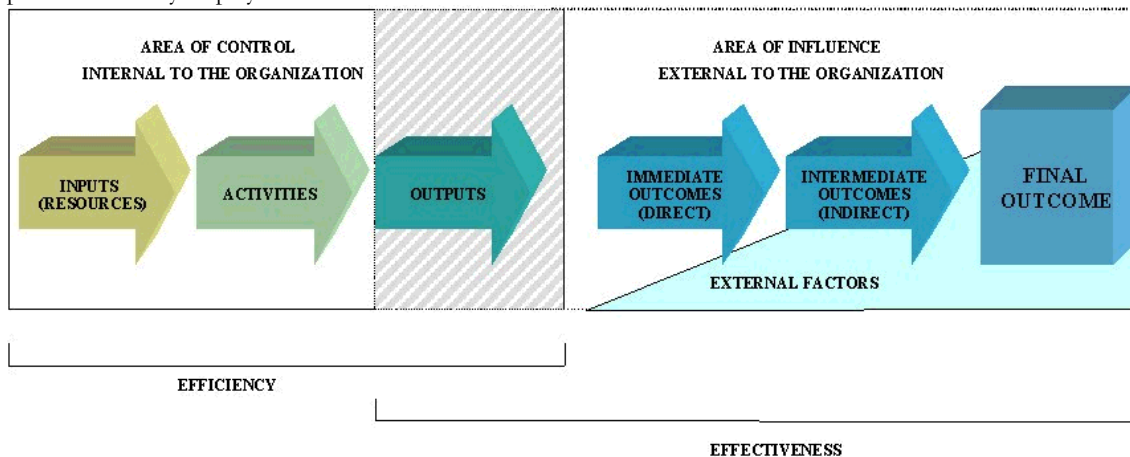 AREA OF CONTROL
INTERNAL TO THE ORGANIZATION
AREA OF INFLUENCE
EXTERNAL TO THE ORGANIZATION
INPUTS
(RESOURCES)
ACTIVITIES
OUTPUTS
IMMEDIATE
OUTCOMES
(DIRECT)
INTERMEDIATE
OUTCOMES
(INDIRECT)
FINAL
OUTCOME
EXTERNAL FACTORS
EFFICIENCY
EFFECTIVENESS